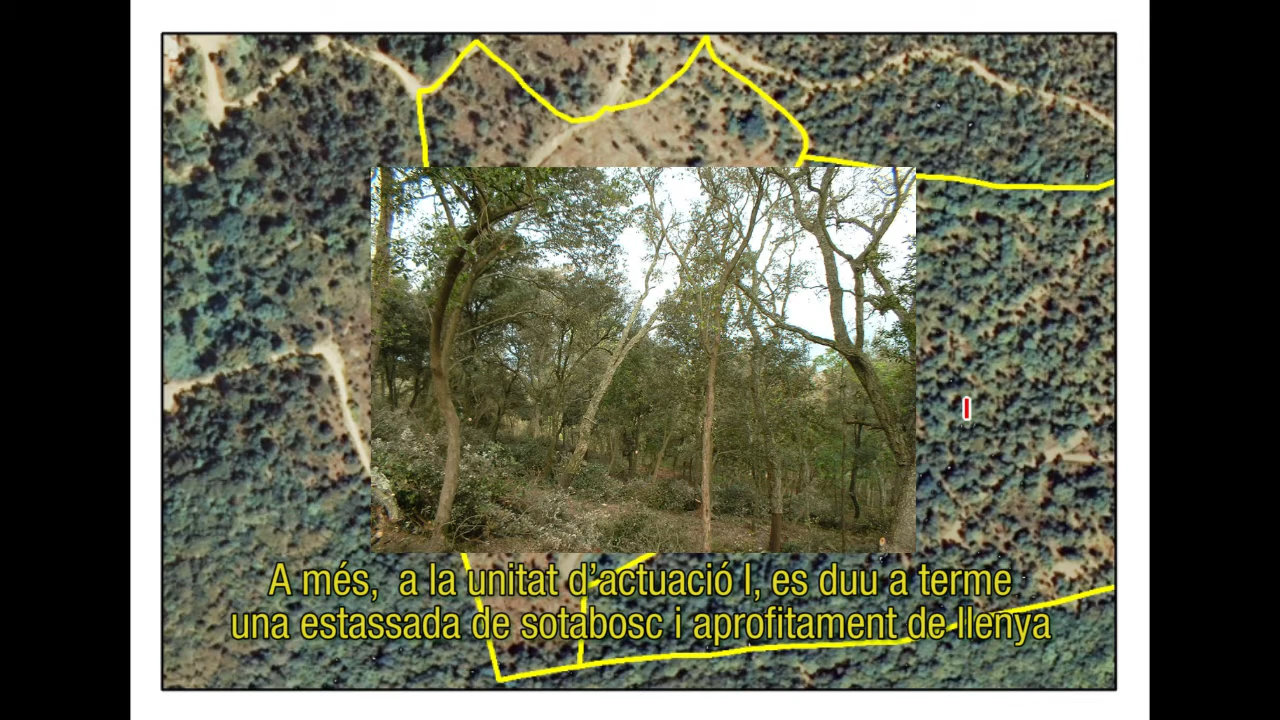 I
A més,  a la unitat d’actuació I, es duu a terme
una estassada de sotabosc i aprofitament de llenya